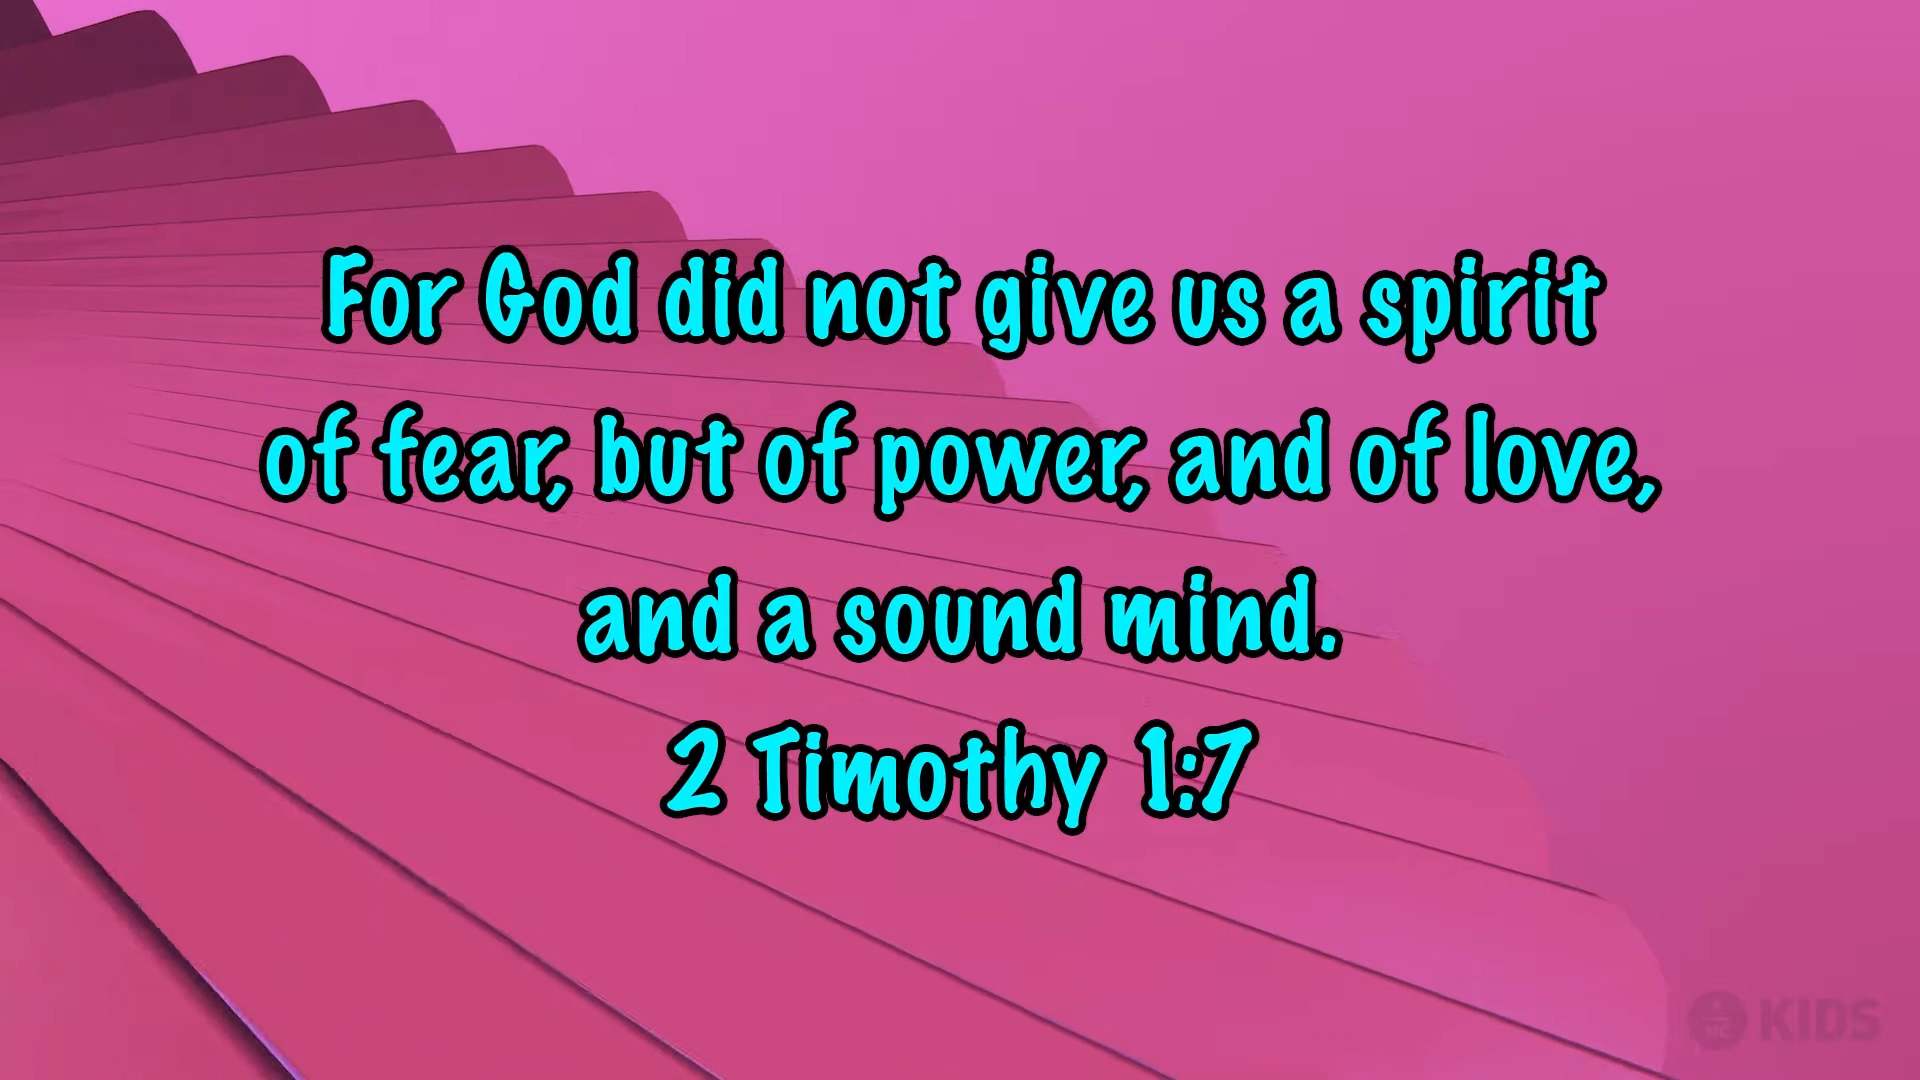 For God did not give us a spirit
of fear, but of power, and of love,
and a sound mind.
2 Timothy 1:7
KIDS